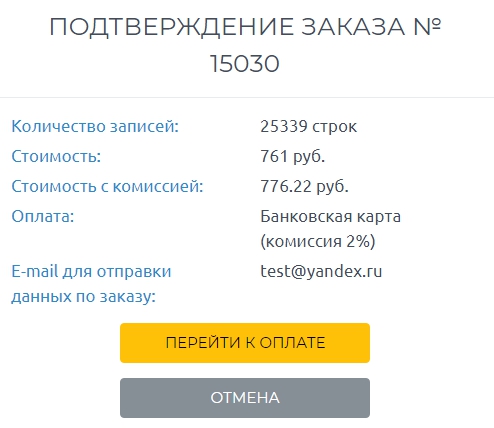 ПОДТВЕРЖДЕНИЕ ЗАКАЗА №
15030
Количество записей: 25339 строк
Стоимость: 761 руб.
Стоимость с комиссией: 776.22 руб.
Оплата: Банковская карта
(комиссия 2%)
E-mail для отправки test@yandex.ru
данных по заказу:
ПЕРЕЙТИ К ОПЛАТЕ
ОТМЕНА